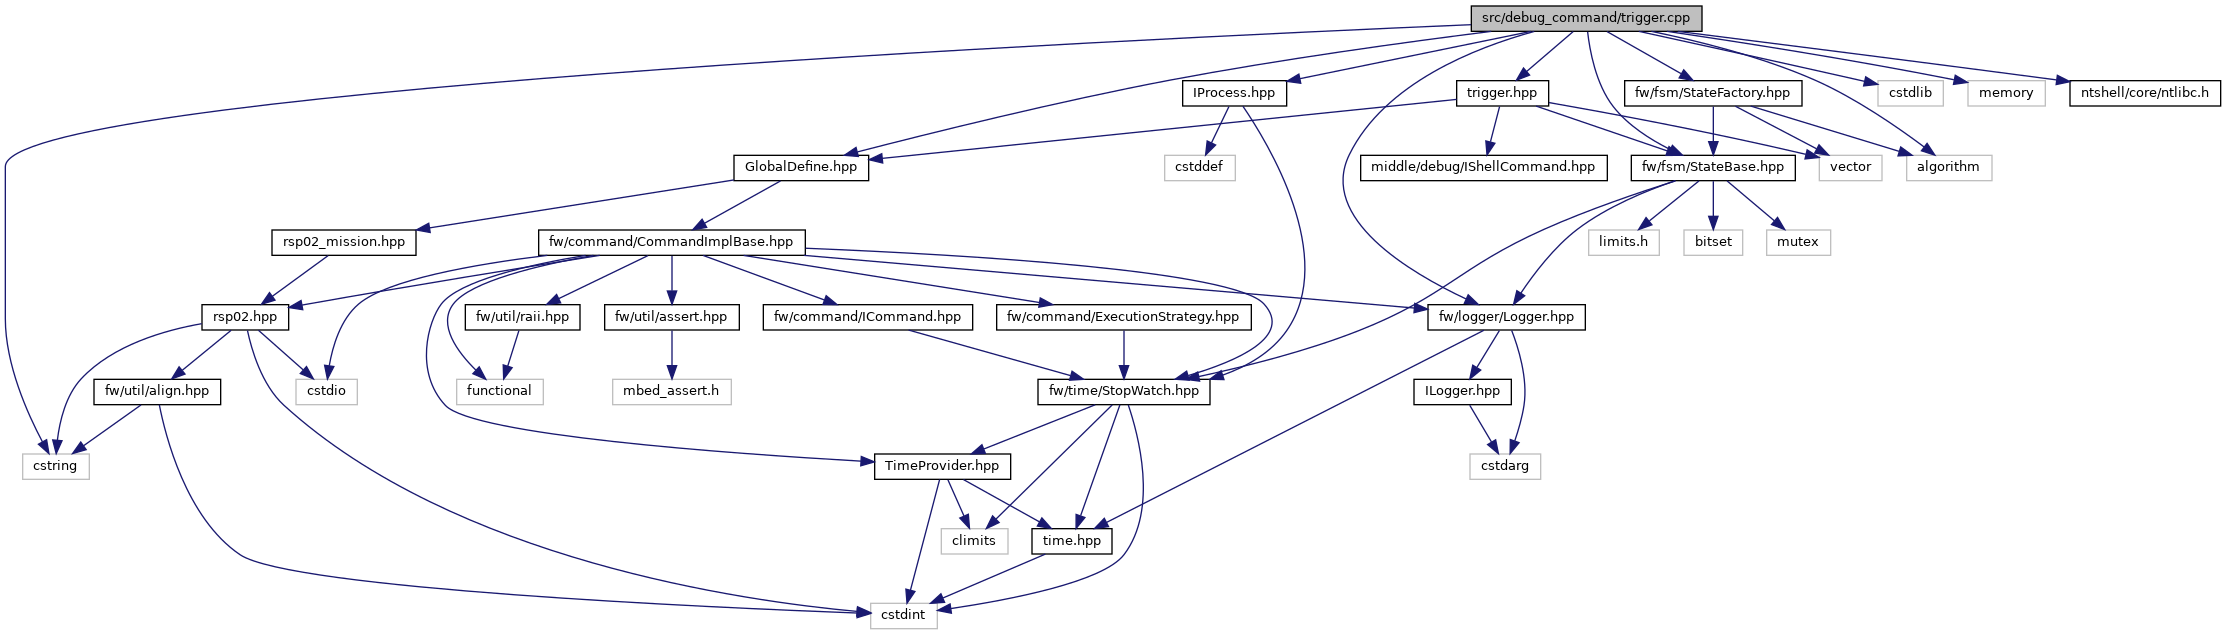 src/debug_command/trigger.cpp
IProcess.hpp
trigger.hpp
fw/fsm/StateFactory.hpp
cstdlib
memory
ntshell/core/ntlibc.h
GlobalDefine.hpp
cstddef
middle/debug/IShellCommand.hpp
fw/fsm/StateBase.hpp
vector
algorithm
rsp02_mission.hpp
fw/command/CommandImplBase.hpp
limits.h
bitset
mutex
rsp02.hpp
fw/util/raii.hpp
fw/util/assert.hpp
fw/command/ICommand.hpp
fw/command/ExecutionStrategy.hpp
fw/logger/Logger.hpp
fw/util/align.hpp
cstdio
functional
mbed_assert.h
fw/time/StopWatch.hpp
ILogger.hpp
cstring
TimeProvider.hpp
cstdarg
climits
time.hpp
cstdint